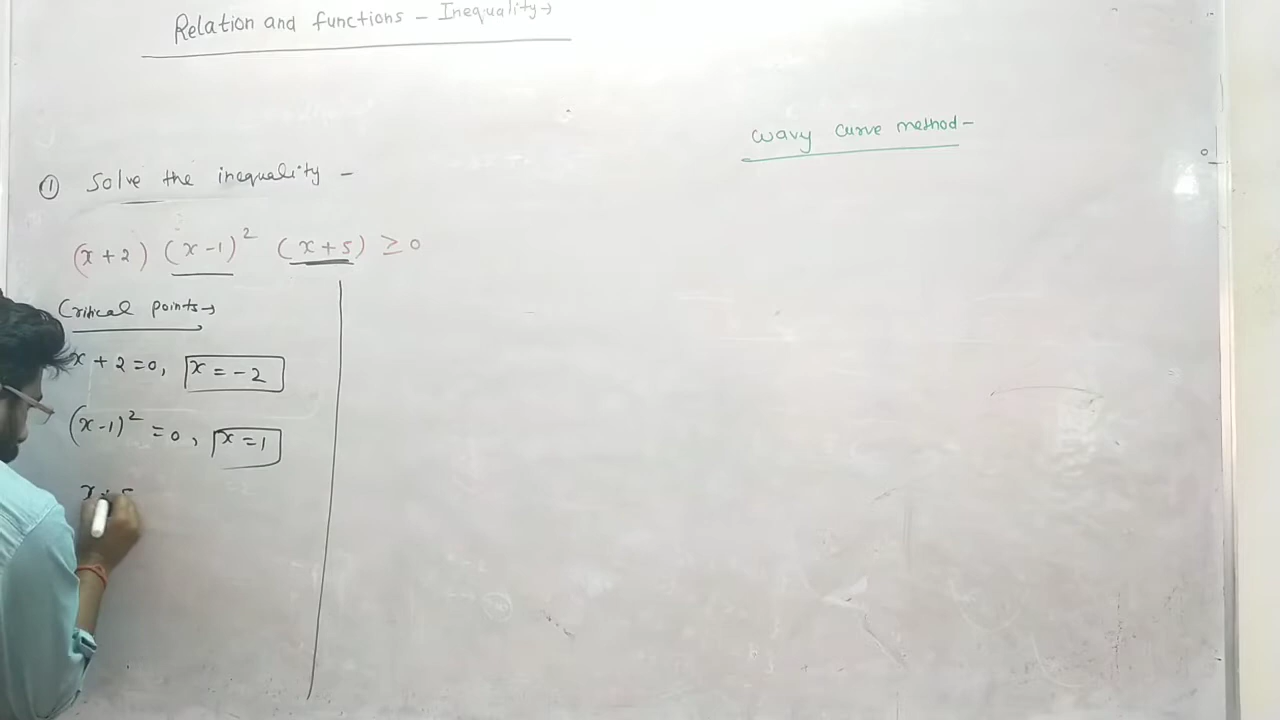 Relation and functions - Inequality→
Wavy Curve method-
① Solve the inequality -
(x+2) (x-1)² (x+5) ≥ 0
Critical points→
x + 2 = 0, x = -2
(x-1)² = 0, x = 1
x + 5